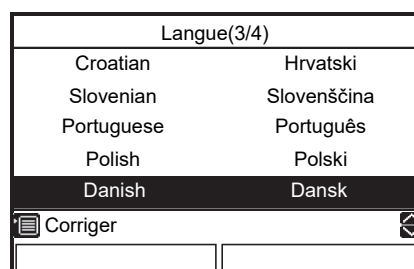 Langue(3/4)
Croatian Hrvatski
Slovenian Slovenščina
Portuguese Português
Polish Polski
Danish Dansk
Corriger